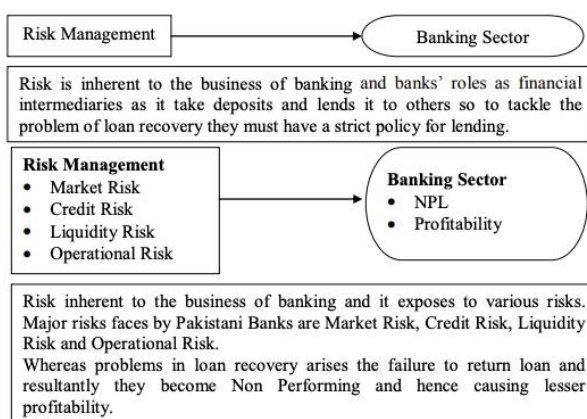 Risk Management
Banking Sector
Risk is inherent to the business of banking and banks' roles as financial
intermediaries as it take deposits and lends it to others so to tackle the
problem of loan recovery they must have a strict policy for lending.
Risk Management
• Market Risk
• Credit Risk
• Liquidity Risk
• Operational Risk
Banking Sector
• NPL
• Profitability
Risk inherent to the business of banking and it exposes to various risks.
Major risks faces by Pakistani Banks are Market Risk, Credit Risk, Liquidity
Risk and Operational Risk.
Whereas problems in loan recovery arises the failure to return loan and
resultantly they become Non Performing and hence causing lesser
profitability.